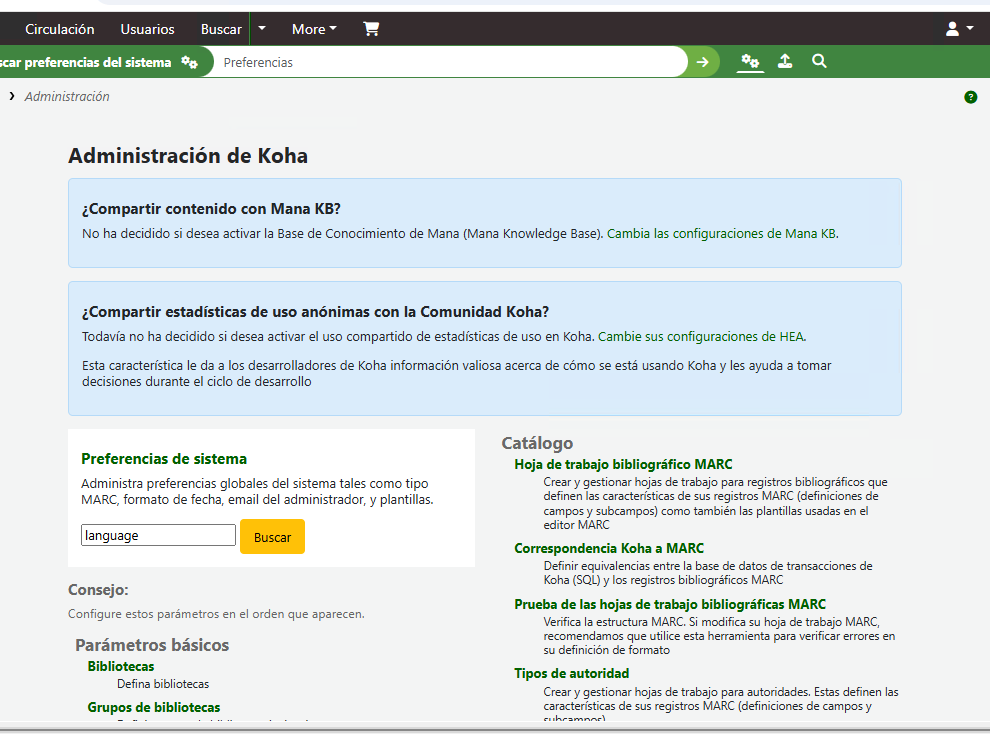 Circulación Usuarios Buscar More
scar preferencias del sistema Preferencias
Administración
Administración de Koha
¿Compartir contenido con Mana KB?
No ha decidido si desea activar la Base de Conocimiento de Mana (Mana Knowledge Base). Cambia las configuraciones de Mana KB.
¿Compartir estadísticas de uso anónimas con la Comunidad Koha?
Todavía no ha decidido si desea activar el uso compartido de estadísticas de uso en Koha. Cambie sus configuraciones de HEA.
Esta característica le da a los desarrolladores de Koha información valiosa acerca de cómo se está usando Koha y les ayuda a tomar
decisiones durante el ciclo de desarrollo
Preferencias de sistema
Administra preferencias globales del sistema tales como tipo
MARC, formato de fecha, email del administrador, y plantillas.
language Buscar
Consejo:
Configure estos parámetros en el orden que aparecen.
Parámetros básicos
Bibliotecas
Defina bibliotecas
Grupos de bibliotecas
Catálogo
Hoja de trabajo bibliográfico MARC
Crear y gestionar hojas de trabajo para registros bibliográficos que
definen las características de sus registros MARC (definiciones de
campos y subcampos) como también las plantillas usadas en el
editor MARC
Correspondencia Koha a MARC
Definir equivalencias entre la base de datos de transacciones de
Koha (SQL) y los registros bibliográficos MARC
Prueba de las hojas de trabajo bibliográficas MARC
Verifica la estructura MARC. Si modifica su hoja de trabajo MARC,
recomendamos que utilice esta herramienta para verificar errores en
su definición de formato
Tipos de autoridad
Crear y gestionar hojas de trabajo para autoridades. Estas definen las
características de sus registros MARC (definiciones de campos y
subcampos)